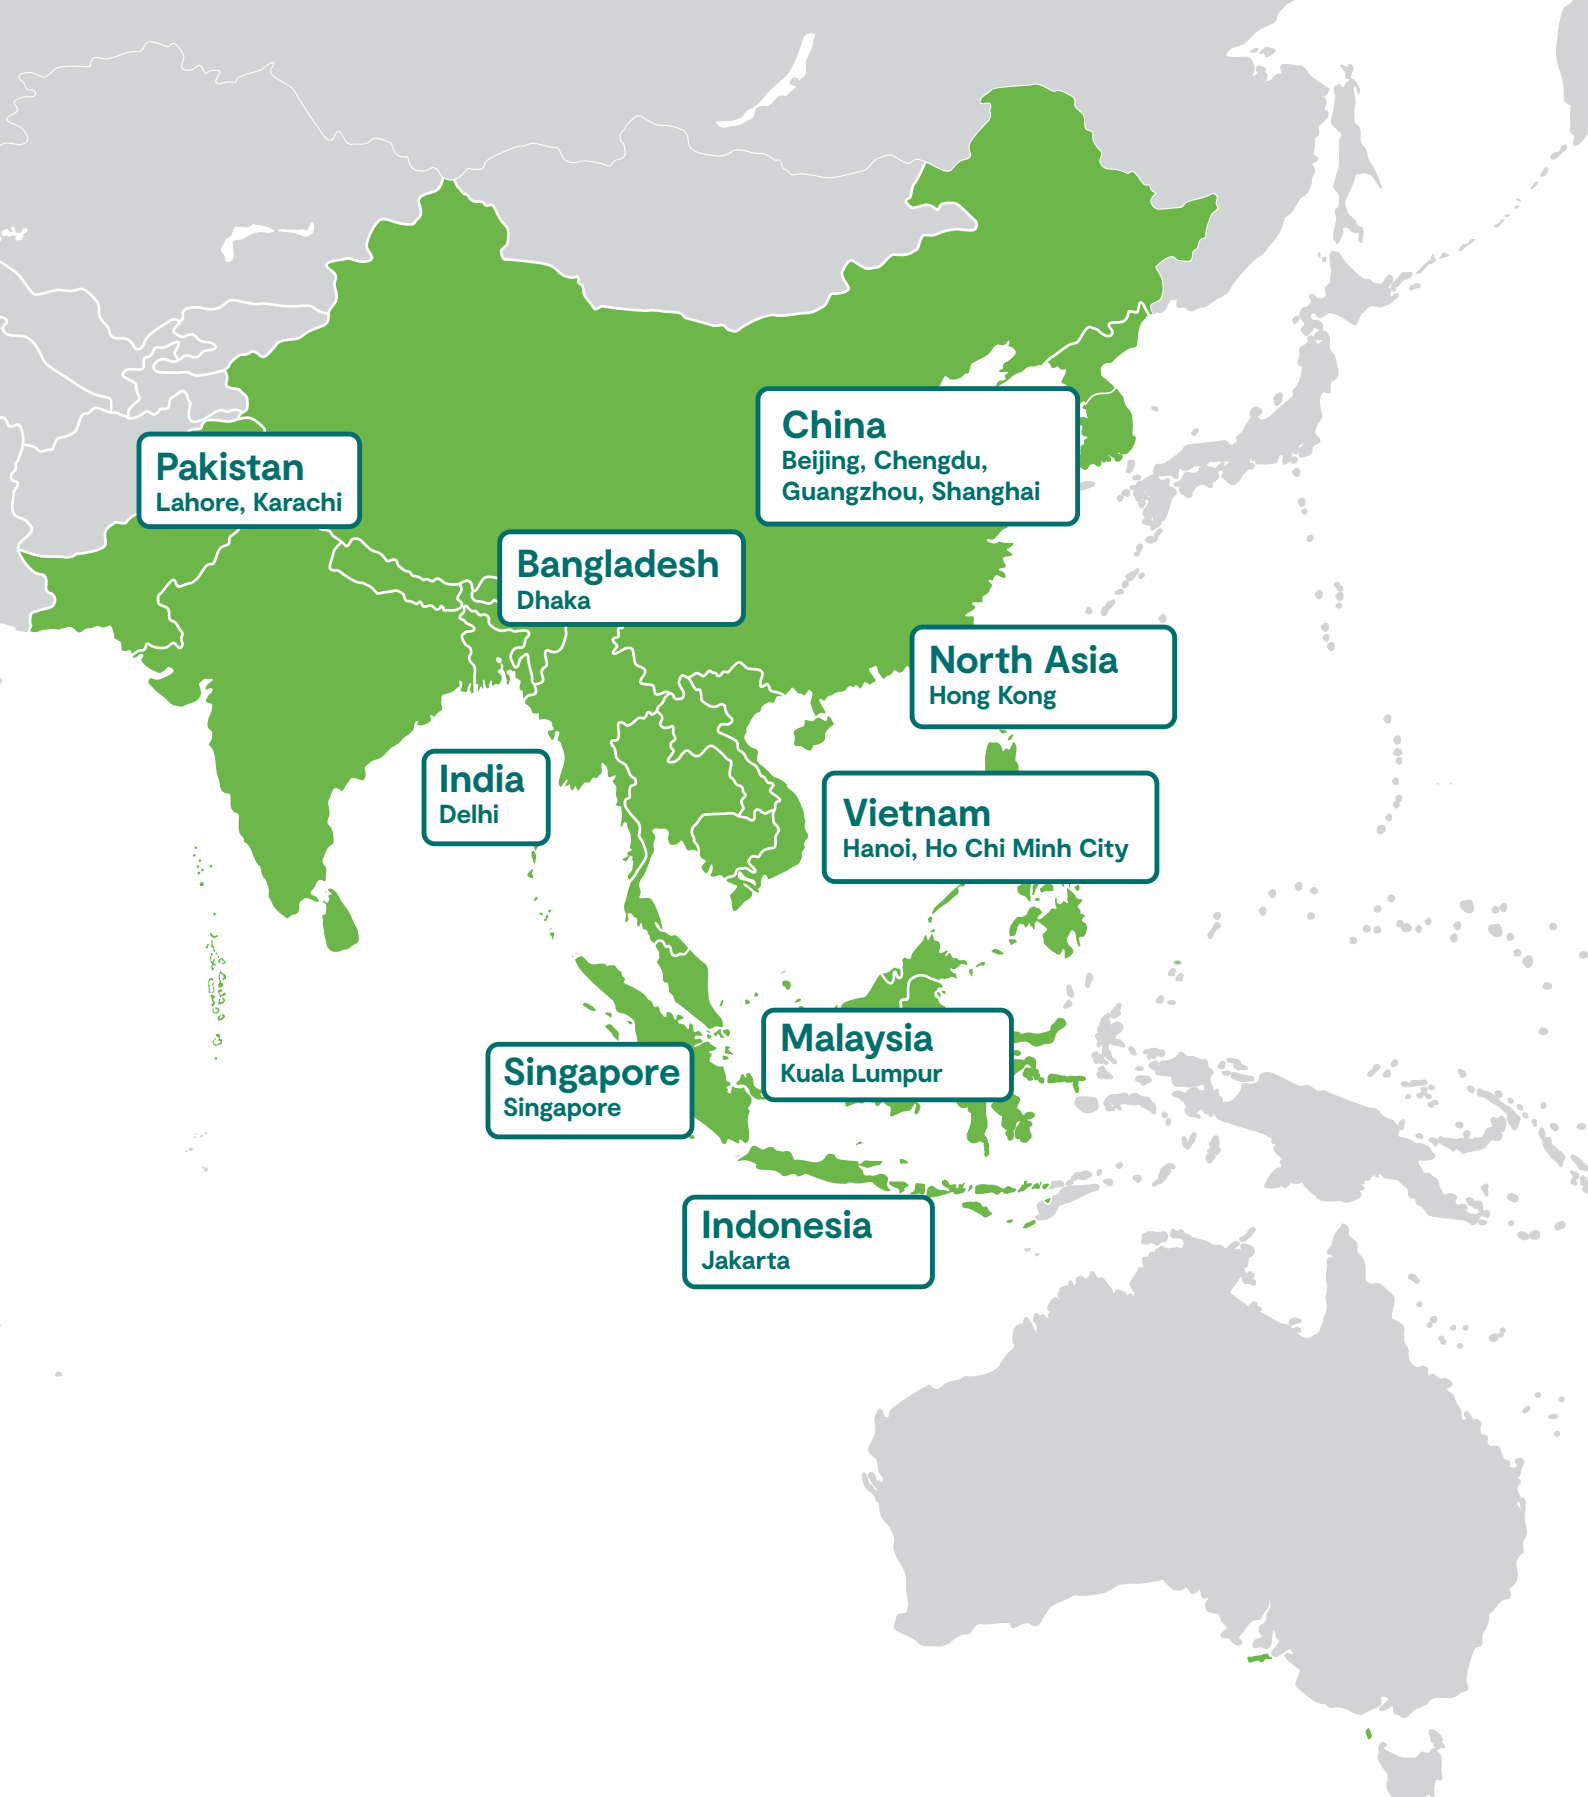 China
Beijing, Chengdu,
Guangzhou, Shanghai
Pakistan
Lahore, Karachi
Bangladesh
Dhaka
North Asia
Hong Kong
India
Delhi
Vietnam
Hanoi, Ho Chi Minh City
Malaysia
Kuala Lumpur
Singapore
Singapore
Indonesia
Jakarta